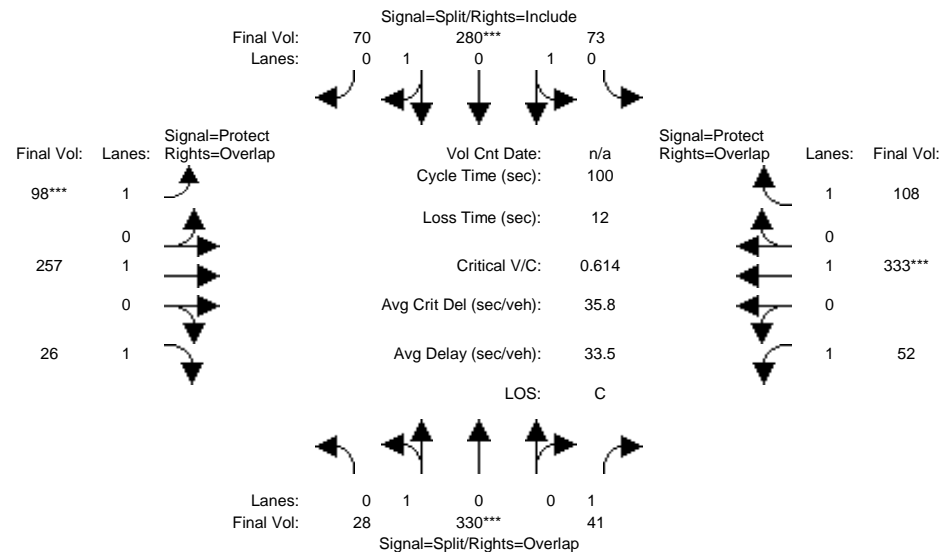 Signal=Split/Rights=Include
Final Vol: 70 280*** 73
Lanes: 0 1 0 1 0
Signal=Protect Signal=Protect
Final Vol: Lanes: Rights=Overlap Vol Cnt Date: n/a Rights=Overlap Lanes: Final Vol:
Cycle Time (sec): 100
98*** 1 1 108
Loss Time (sec): 12
0 0
257 1 Critical V/C: 0.614 1 333***
0 Avg Crit Del (sec/veh): 35.8 0
26 1 Avg Delay (sec/veh): 33.5 1 52
LOS: C
Lanes: 0 1 0 0 1
Final Vol: 28 330*** 41
Signal=Split/Rights=Overlap